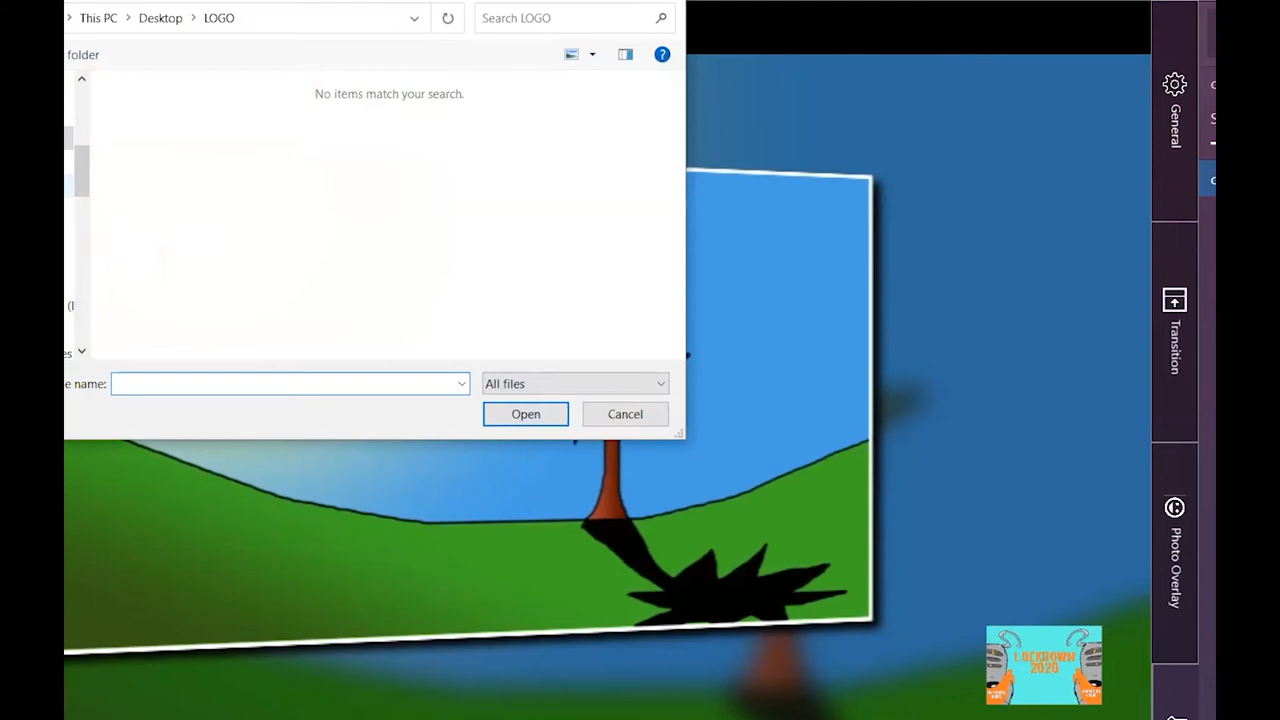 This PC > Desktop > LOGO
Search LOGO
folder
No items match your search.
e name:
All files
Open
Cancel
General
Transition
Photo Overlay
LOCKDOWN
2020